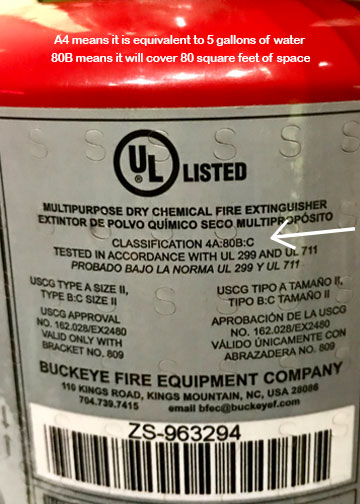 A4 means it is equivalent to 5 gallons of water
80B means it will cover 80 square feet of space
UL LISTED
MULTIPURPOSE DRY CHEMICAL FIRE EXTINGUISHER
EXTINTOR DE POLVO QUÍMICO SECO MULTIPROPÓSITO
CLASSIFICATION 4A:80B:C
TESTED IN ACCORDANCE WITH UL 299 AND UL 711
PROBADO BAJO LA NORMA UL 299 Y UL 711
USCG TYPE A SIZE II,
TYPE B:C SIZE II
USCG APPROVAL
NO. 162.028/EX2480
VALID ONLY WITH
BRACKET NO. 809
USCG TIPO A TAMAÑO II,
TIPO B:C TAMAÑO II
APROBACIÓN DE LA USCG
NO. 162.028/EX2480
VÁLIDO ÚNICAMENTE CON
ABRAZADERA NO. 809
BUCKEYE FIRE EQUIPMENT COMPANY
110 KINGS ROAD, KINGS MOUNTAIN, NC, USA 28086
704.739.7415 email bfec@buckeyef.com
ZS-963294